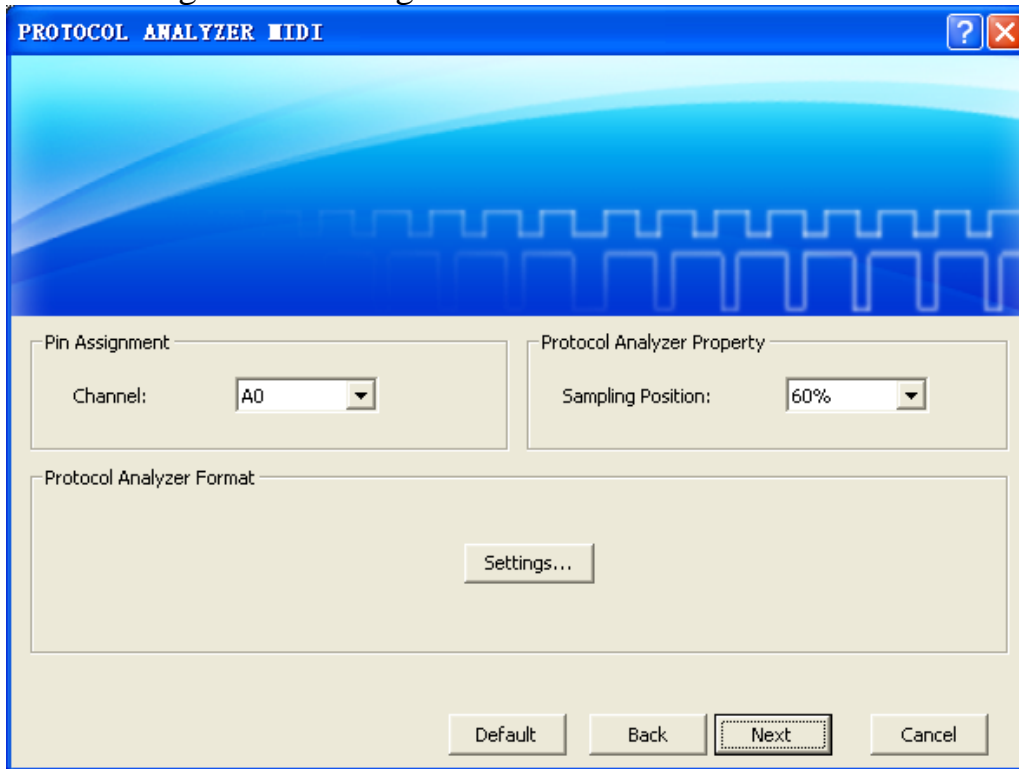 PROTOCOL ANALYZER MIDI
Pin Assignment
Channel:
A0
Protocol Analyzer Property
Sampling Position:
60%
Protocol Analyzer Format
Settings...
Default
Back
Next
Cancel